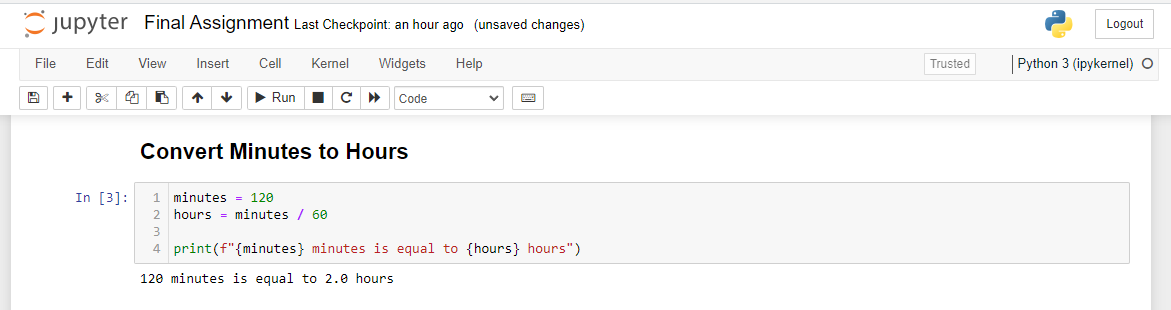 jupyter Final Assignment Last Checkpoint: an hour ago (unsaved changes) Logout
File Edit View Insert Cell Kernel Widgets Help Trusted Python 3 (ipykernel)
Run Code
Convert Minutes to Hours
In [3]: 1 minutes = 120
2 hours = minutes / 60
3
4 print(f"{minutes} minutes is equal to {hours} hours")
120 minutes is equal to 2.0 hours